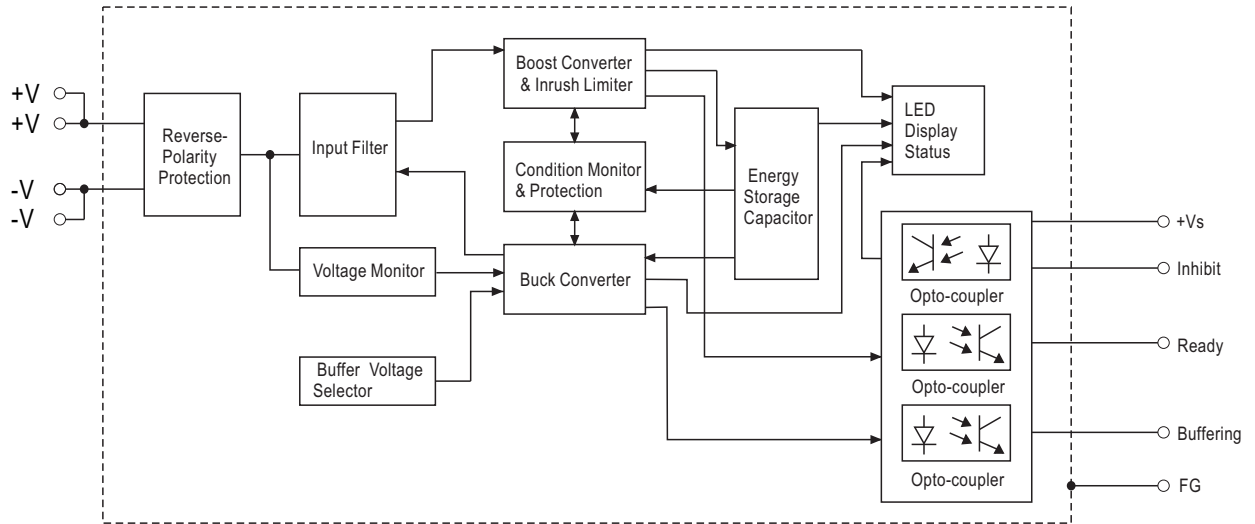 +V
+V
-V
-V
Reverse-
Polarity
Protection
Input Filter
Voltage Monitor
Buffer Voltage
Selector
Boost Converter
& Inrush Limiter
Condition Monitor
& Protection
Buck Converter
Energy
Storage
Capacitor
LED
Display
Status
Opto-coupler
Opto-coupler
Opto-coupler
+Vs
Inhibit
Ready
Buffering
FG